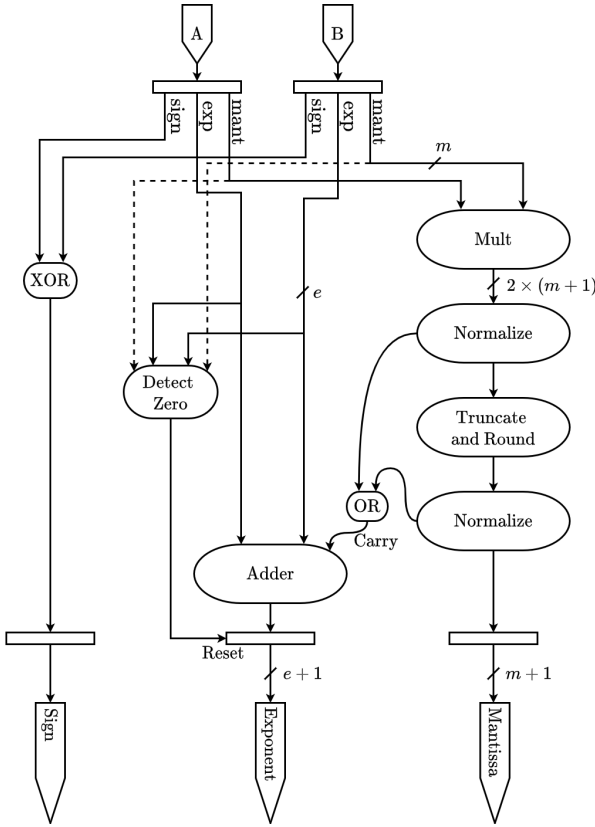 A
B
sign
exp
mant
sign
exp
mant
m
XOR
Mult
2 × (m + 1)
e
Normalize
Detect
Zero
Truncate
and Round
OR
Normalize
Carry
Adder
Reset
e + 1
m + 1
Sign
Exponent
Mantissa